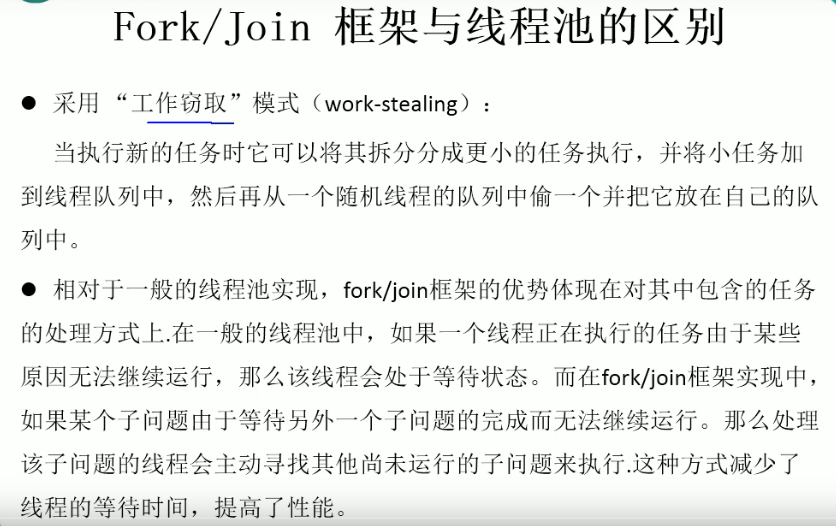 Fork/Join 框架与线程池的区别
● 采用 “工作窃取”模式（work-stealing）：
当执行新的任务时它可以将其拆分分成更小的任务执行，并将小任务加
到线程队列中，然后再从一个随机线程的队列中偷一个并把它放在自己的队
列中。
● 相对于一般的线程池实现，fork/join框架的优势体现在对其中包含的任务
的处理方式上.在一般的线程池中，如果一个线程正在执行的任务由于某些
原因无法继续运行，那么该线程会处于等待状态。而在fork/join框架实现中，
如果某个子问题由于等待另外一个子问题的完成而无法继续运行。那么处理
该子问题的线程会主动寻找其他尚未运行的子问题来执行.这种方式减少了
线程的等待时间，提高了性能。